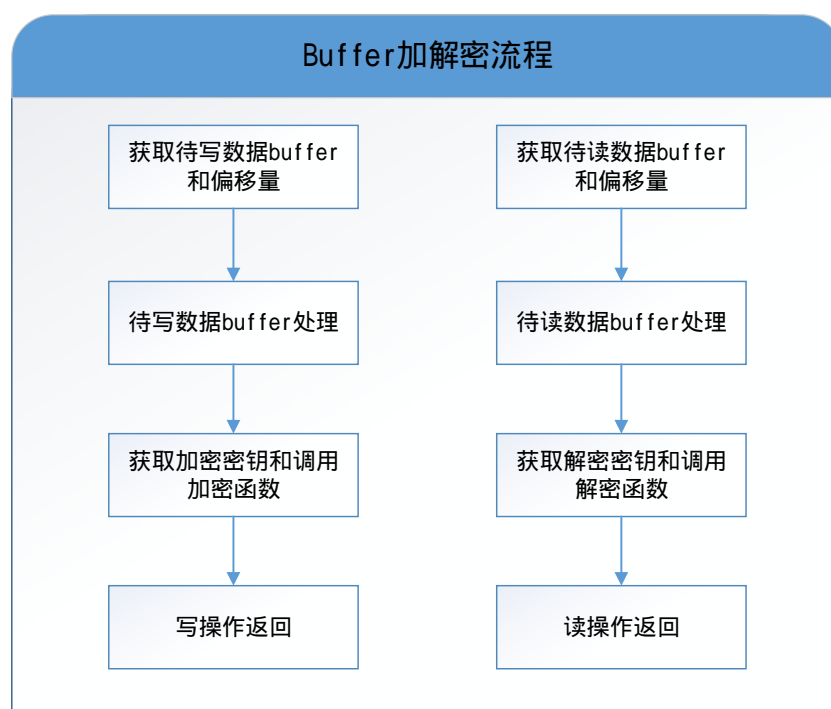 Buffer加解密流程
获取待写数据buffer
和偏移量
待写数据buffer处理
获取加密密钥和调用
加密函数
写操作返回
获取待读数据buffer
和偏移量
待读数据buffer处理
获取解密密钥和调用
解密函数
读操作返回